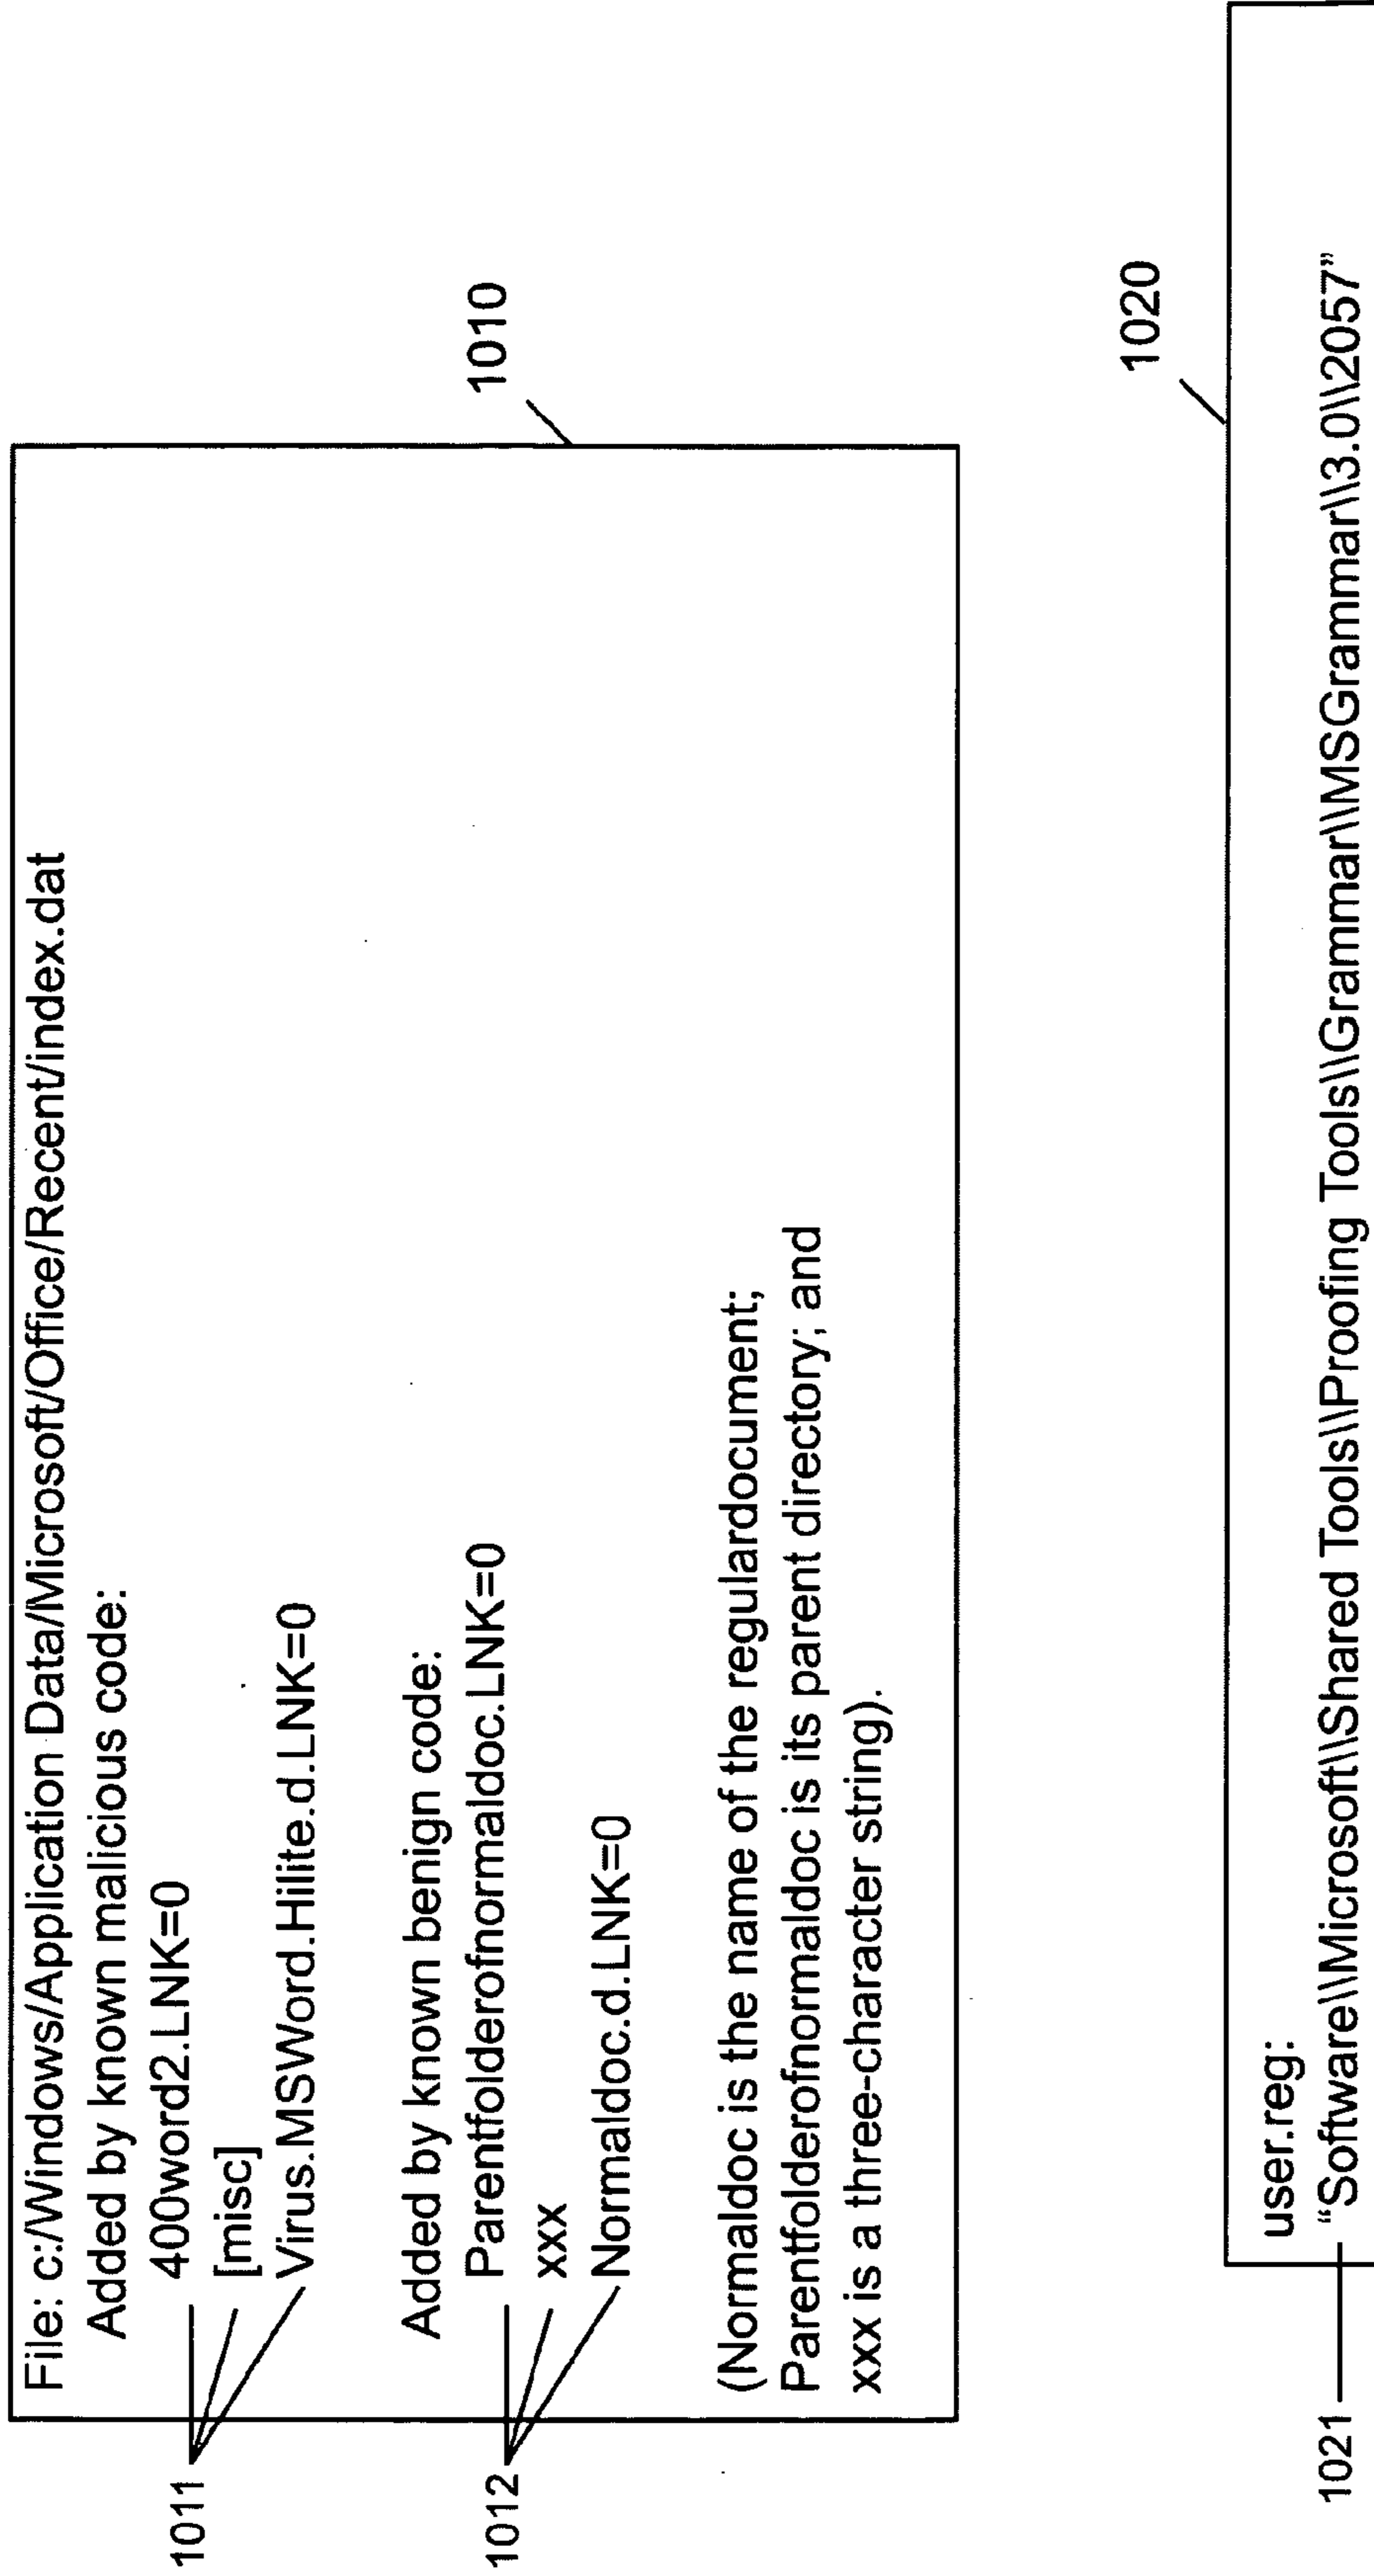 File: c:/Windows/Application Data/Microsoft/Office/Recent/index.dat
Added by known malicious code:
1011
400word2.LNK=0
[misc]
Virus.MSWord.Hilite.d.LNK=0
Added by known benign code:
1012
Parentfolderofnormaldoc.LNK=0
xxx
Normaldoc.d.LNK=0
1010
(Normaldoc is the name of the regulardocument;
Parentfolderofnormaldoc is its parent directory; and
xxx is a three-character string).
1020
user.reg:
1021
“Software\\Microsoft\\Shared Tools\\Proofing Tools\\Grammar\\MSGrammar\\3.0\\2057”